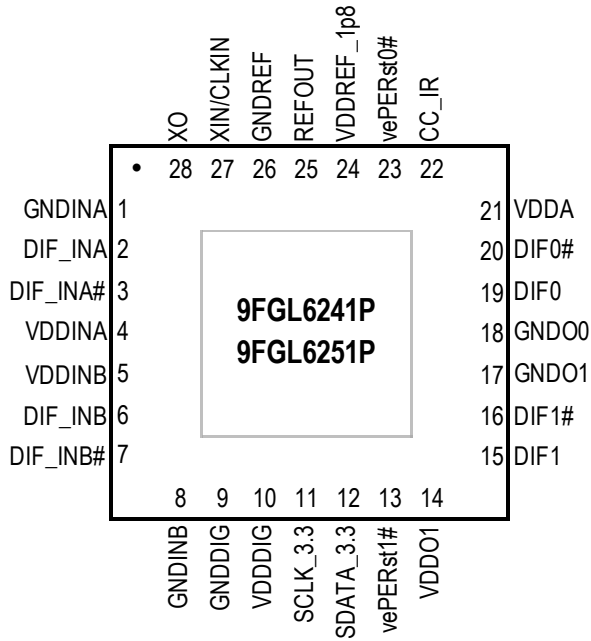 XO
XIN/CLKIN
GNDREF
REFOUT
VDDREF_1p8
vePERst0#
CC_IR
28 27 26 25 24 23 22
GNDINA 1
DIF_INA 2
DIF_INA# 3
VDDINA 4
VDDINB 5
DIF_INB 6
DIF_INB# 7
9FGL6241P
9FGL6251P
21 VDDA
20 DIF0#
19 DIF0
18 GNDO0
17 GNDO1
16 DIF1#
15 DIF1
8 9 10 11 12 13 14
GNDINB
GNDDIG
VDDDIG
SCLK_3.3
SDATA_3.3
vePERst1#
VDDO1